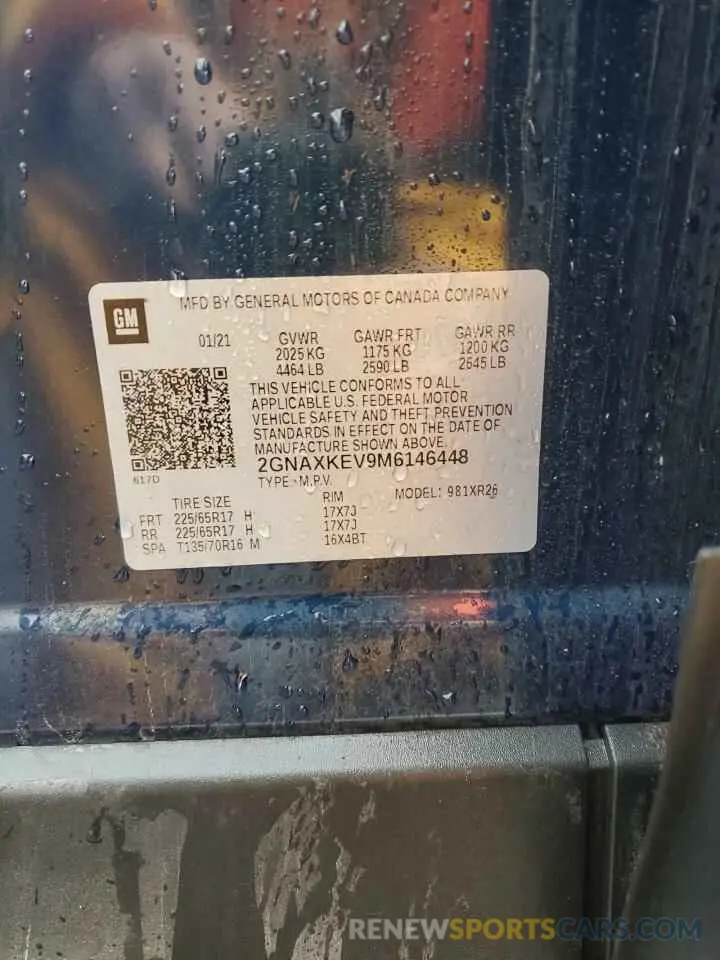 MFD BY GENERAL MOTORS OF CANADA COMPANY
GM
01/21 GVWR GAWR FRT GAWR RR
2025 KG 1175 KG 1200 KG
4464 LB 2590 LB 2645 LB
THIS VEHICLE CONFORMS TO ALL
APPLICABLE U.S. FEDERAL MOTOR
VEHICLE SAFETY AND THEFT PREVENTION
STANDARDS IN EFFECT ON THE DATE OF
MANUFACTURE SHOWN ABOVE.
2GNAXKEV9M6146448
617D TYPE - M.P.V. MODEL: 981XR26
TIRE SIZE RIM
FRT 225/65R17 H 17X7J
RR 225/65R17 H 17X7J
SPA T135/70R16 M 16X4BT
RENEWSPORTSCARS.COM